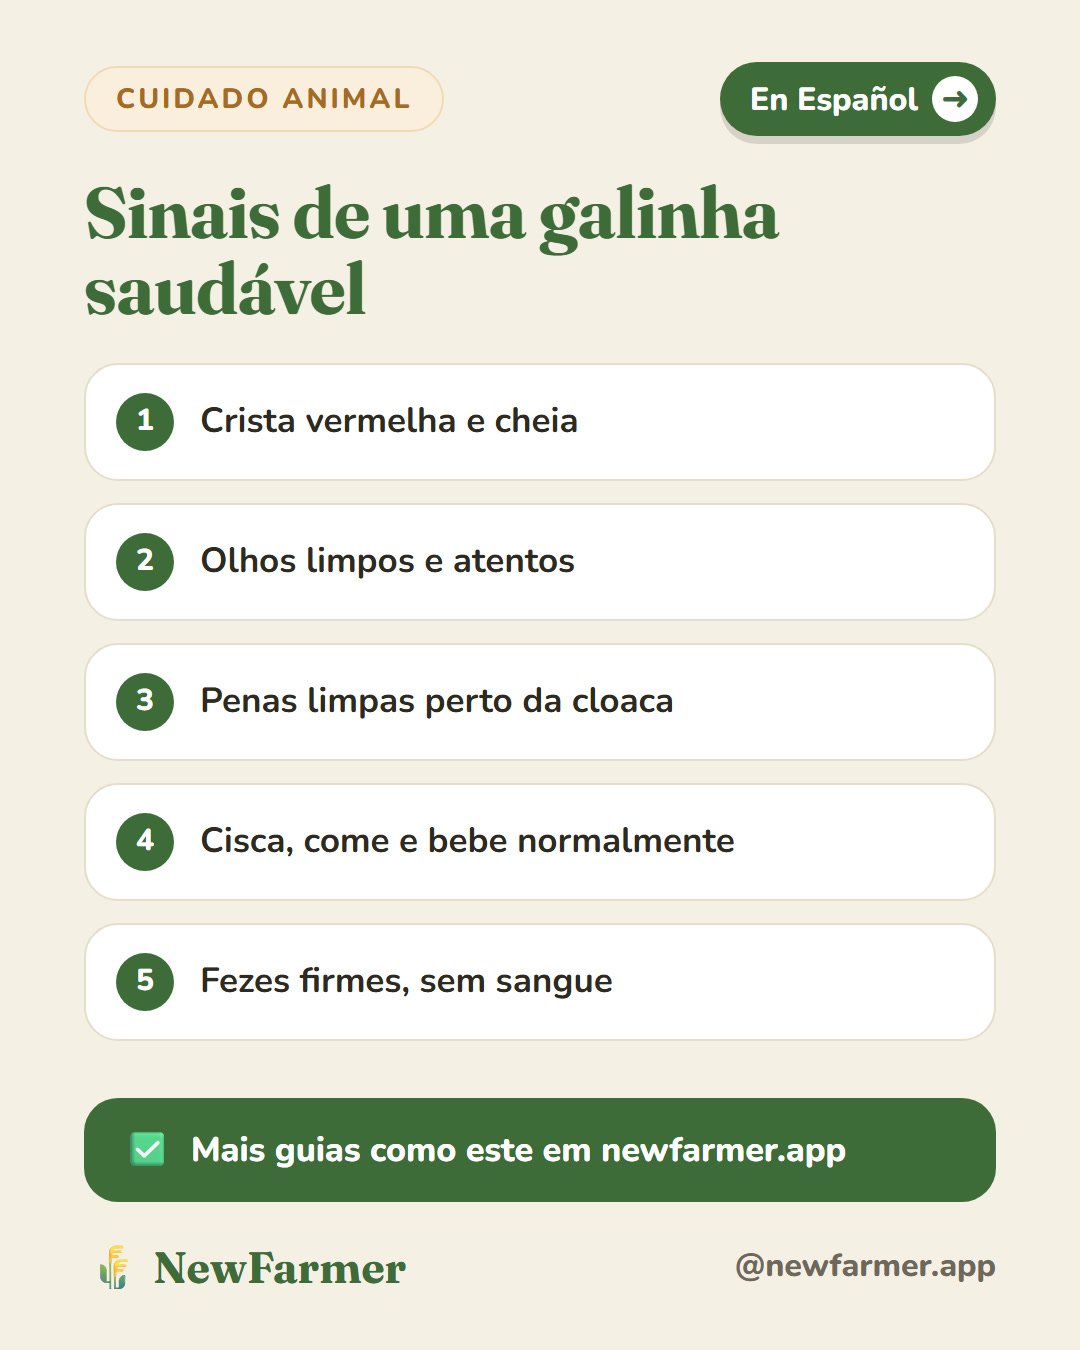 CUIDADO ANIMAL
En Español
Sinais de uma galinha
saudável
1 Crista vermelha e cheia
2 Olhos limpos e atentos
3 Penas limpas perto da cloaca
4 Cisca, come e bebe normalmente
5 Fezes firmes, sem sangue
Mais guias como este em newfarmer.app
NewFarmer
@newfarmer.app